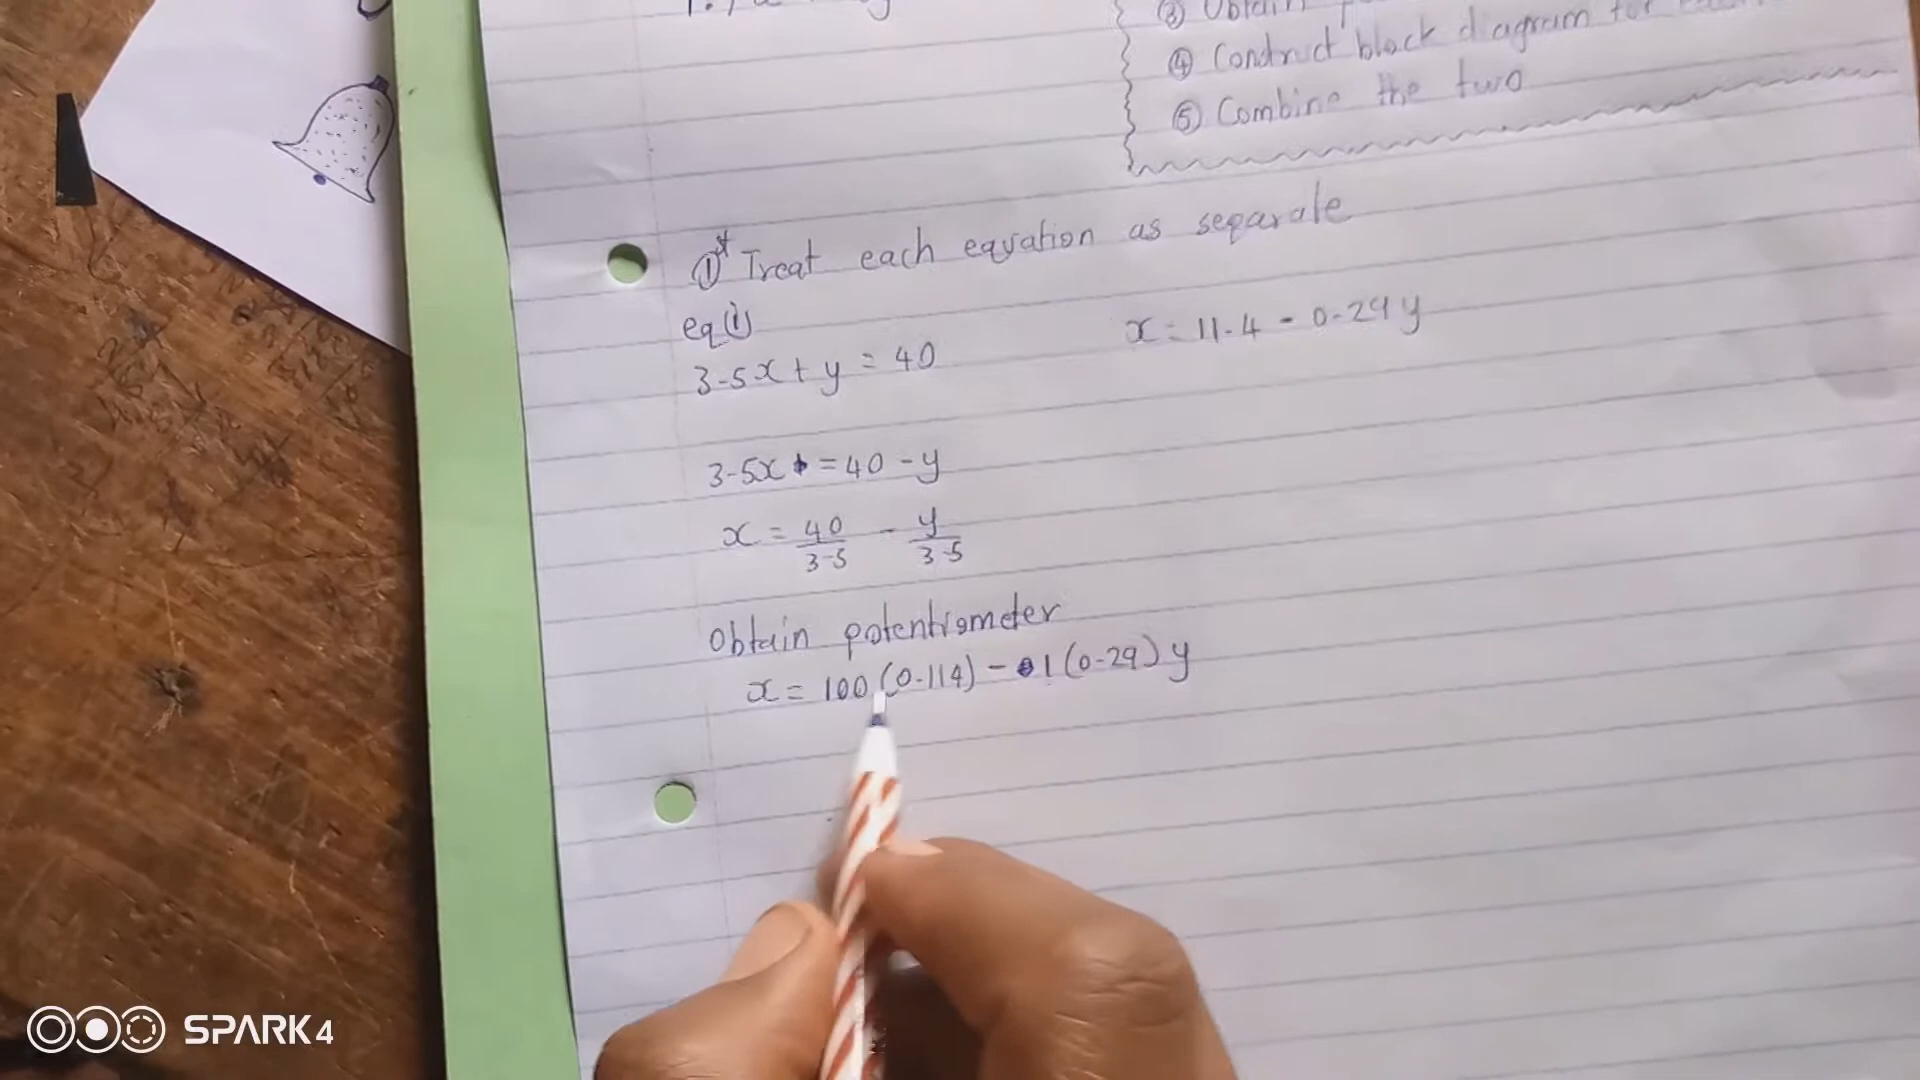 ④ Construct block diagram for
⑤ Combine the two
①st Treat each equation as separate
eq(i)
3.5x + y = 40
x = 11.4 - 0.29y
3.5x = 40 - y
x = 40/3.5 - y/3.5
Obtain potentiometer
x = 100(0.114) - 1(0.29)y
SPARK 4